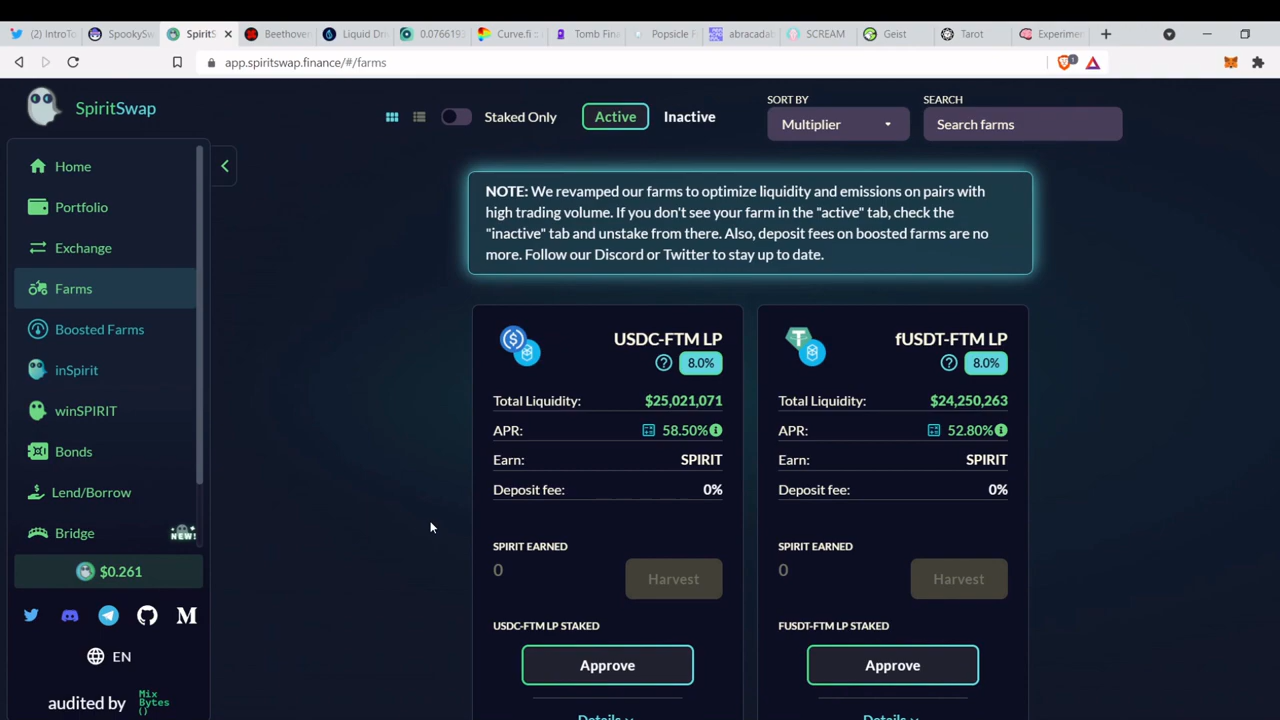 (2) IntroTo
SpookySw
SpiritS
Beethoven
Liquid Dri
0.0766193
Curve.fi ::
Tomb Fina
Popsicle F
abracadab
SCREAM
Geist
Tarot
Experimen
app.spiritswap.finance/#/farms
1
SpiritSwap
Home
Portfolio
Exchange
Farms
Boosted Farms
inSpirit
winSPIRIT
Bonds
Lend/Borrow
Bridge
NEW!
$0.261
EN
audited by
Mix
Bytes
()
Staked Only
Active
Inactive
SORT BY
Multiplier
SEARCH
Search farms
NOTE: We revamped our farms to optimize liquidity and emissions on pairs with
high trading volume. If you don't see your farm in the "active" tab, check the
"inactive" tab and unstake from there. Also, deposit fees on boosted farms are no
more. Follow our Discord or Twitter to stay up to date.
USDC-FTM LP
8.0%
Total Liquidity: $25,021,071
APR: 58.50%
Earn: SPIRIT
Deposit fee: 0%
SPIRIT EARNED
0
Harvest
USDC-FTM LP STAKED
Approve
Details
fUSDT-FTM LP
8.0%
Total Liquidity: $24,250,263
APR: 52.80%
Earn: SPIRIT
Deposit fee: 0%
SPIRIT EARNED
0
Harvest
FUSDT-FTM LP STAKED
Approve
Details